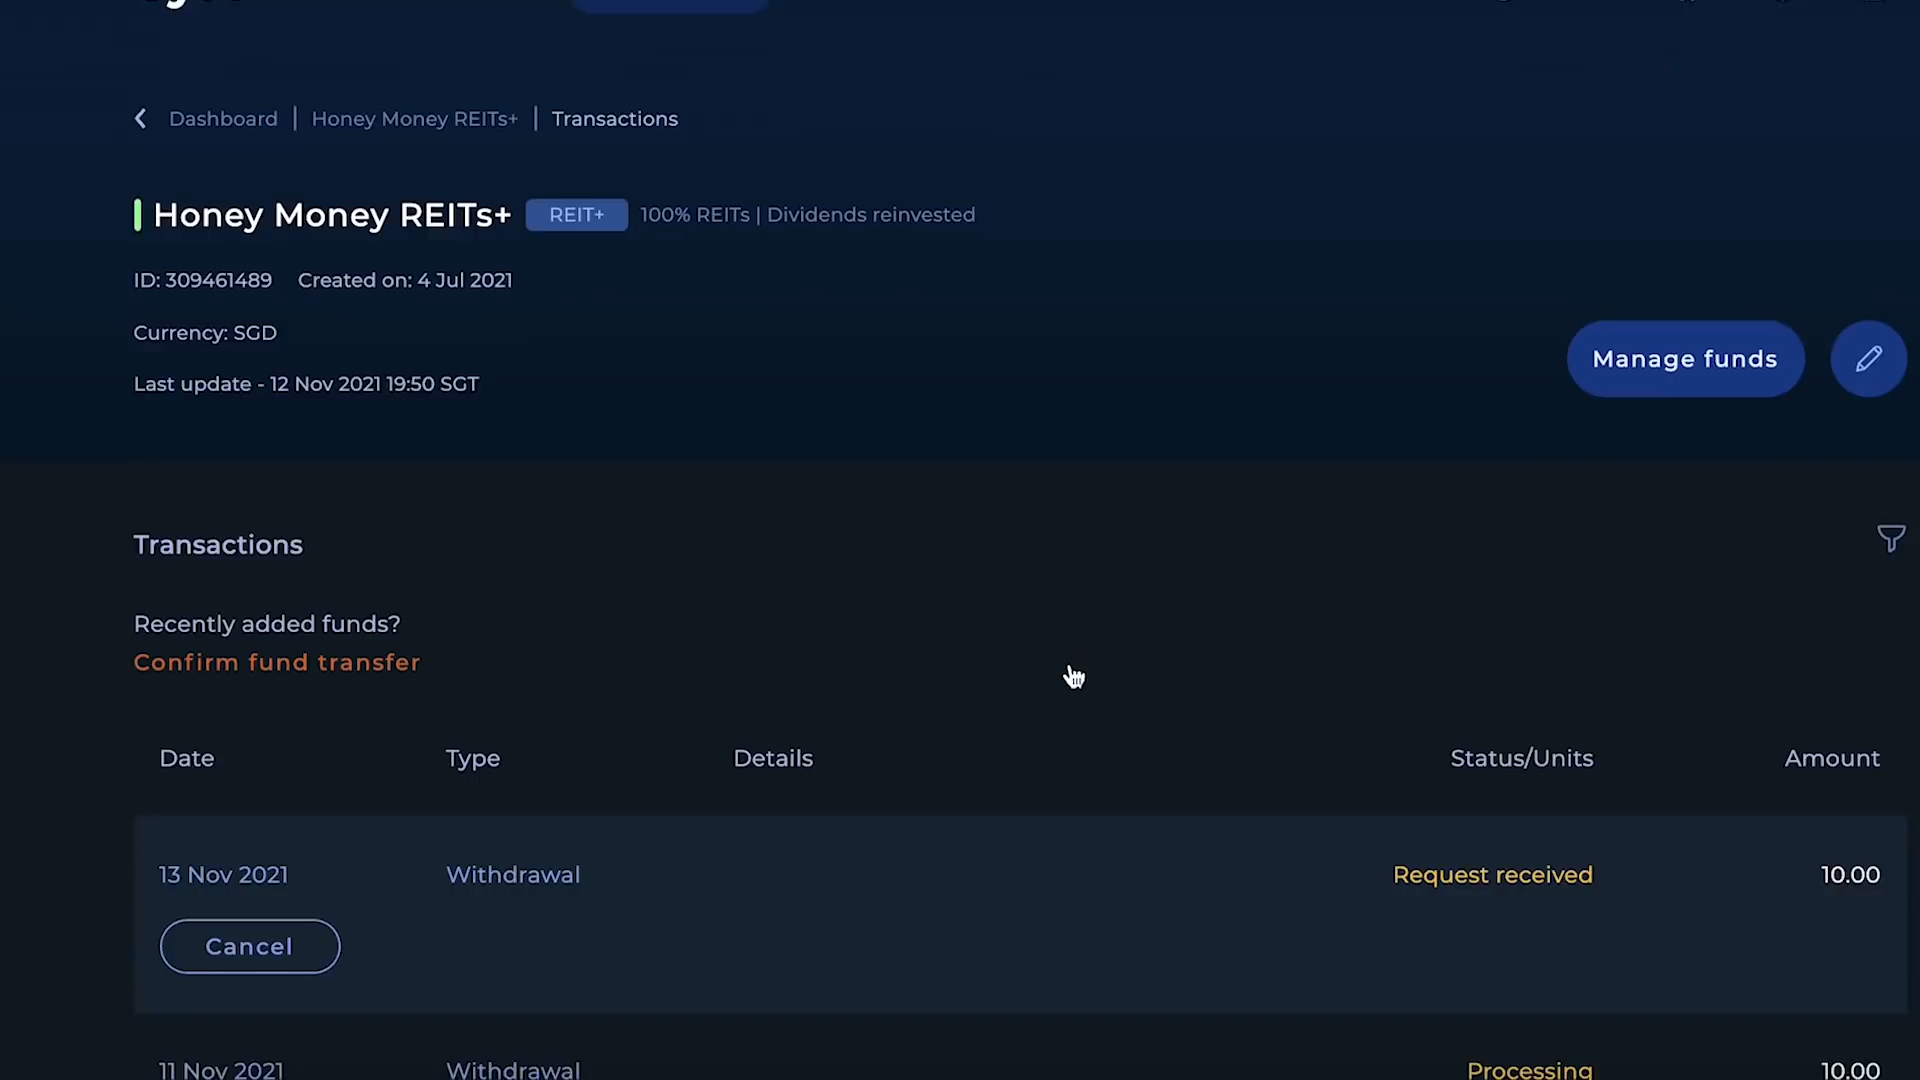 Dashboard | Honey Money REITs+ | Transactions
Honey Money REITs+ REIT+ 100% REITs | Dividends reinvested
ID: 309461489 Created on: 4 Jul 2021
Currency: SGD
Manage funds
Last update - 12 Nov 2021 19:50 SGT
Transactions
Recently added funds?
Confirm fund transfer
Date Type Details Status/Units Amount
13 Nov 2021 Withdrawal Request received 10.00
Cancel
11 Nov 2021 Withdrawal Processing 10.00